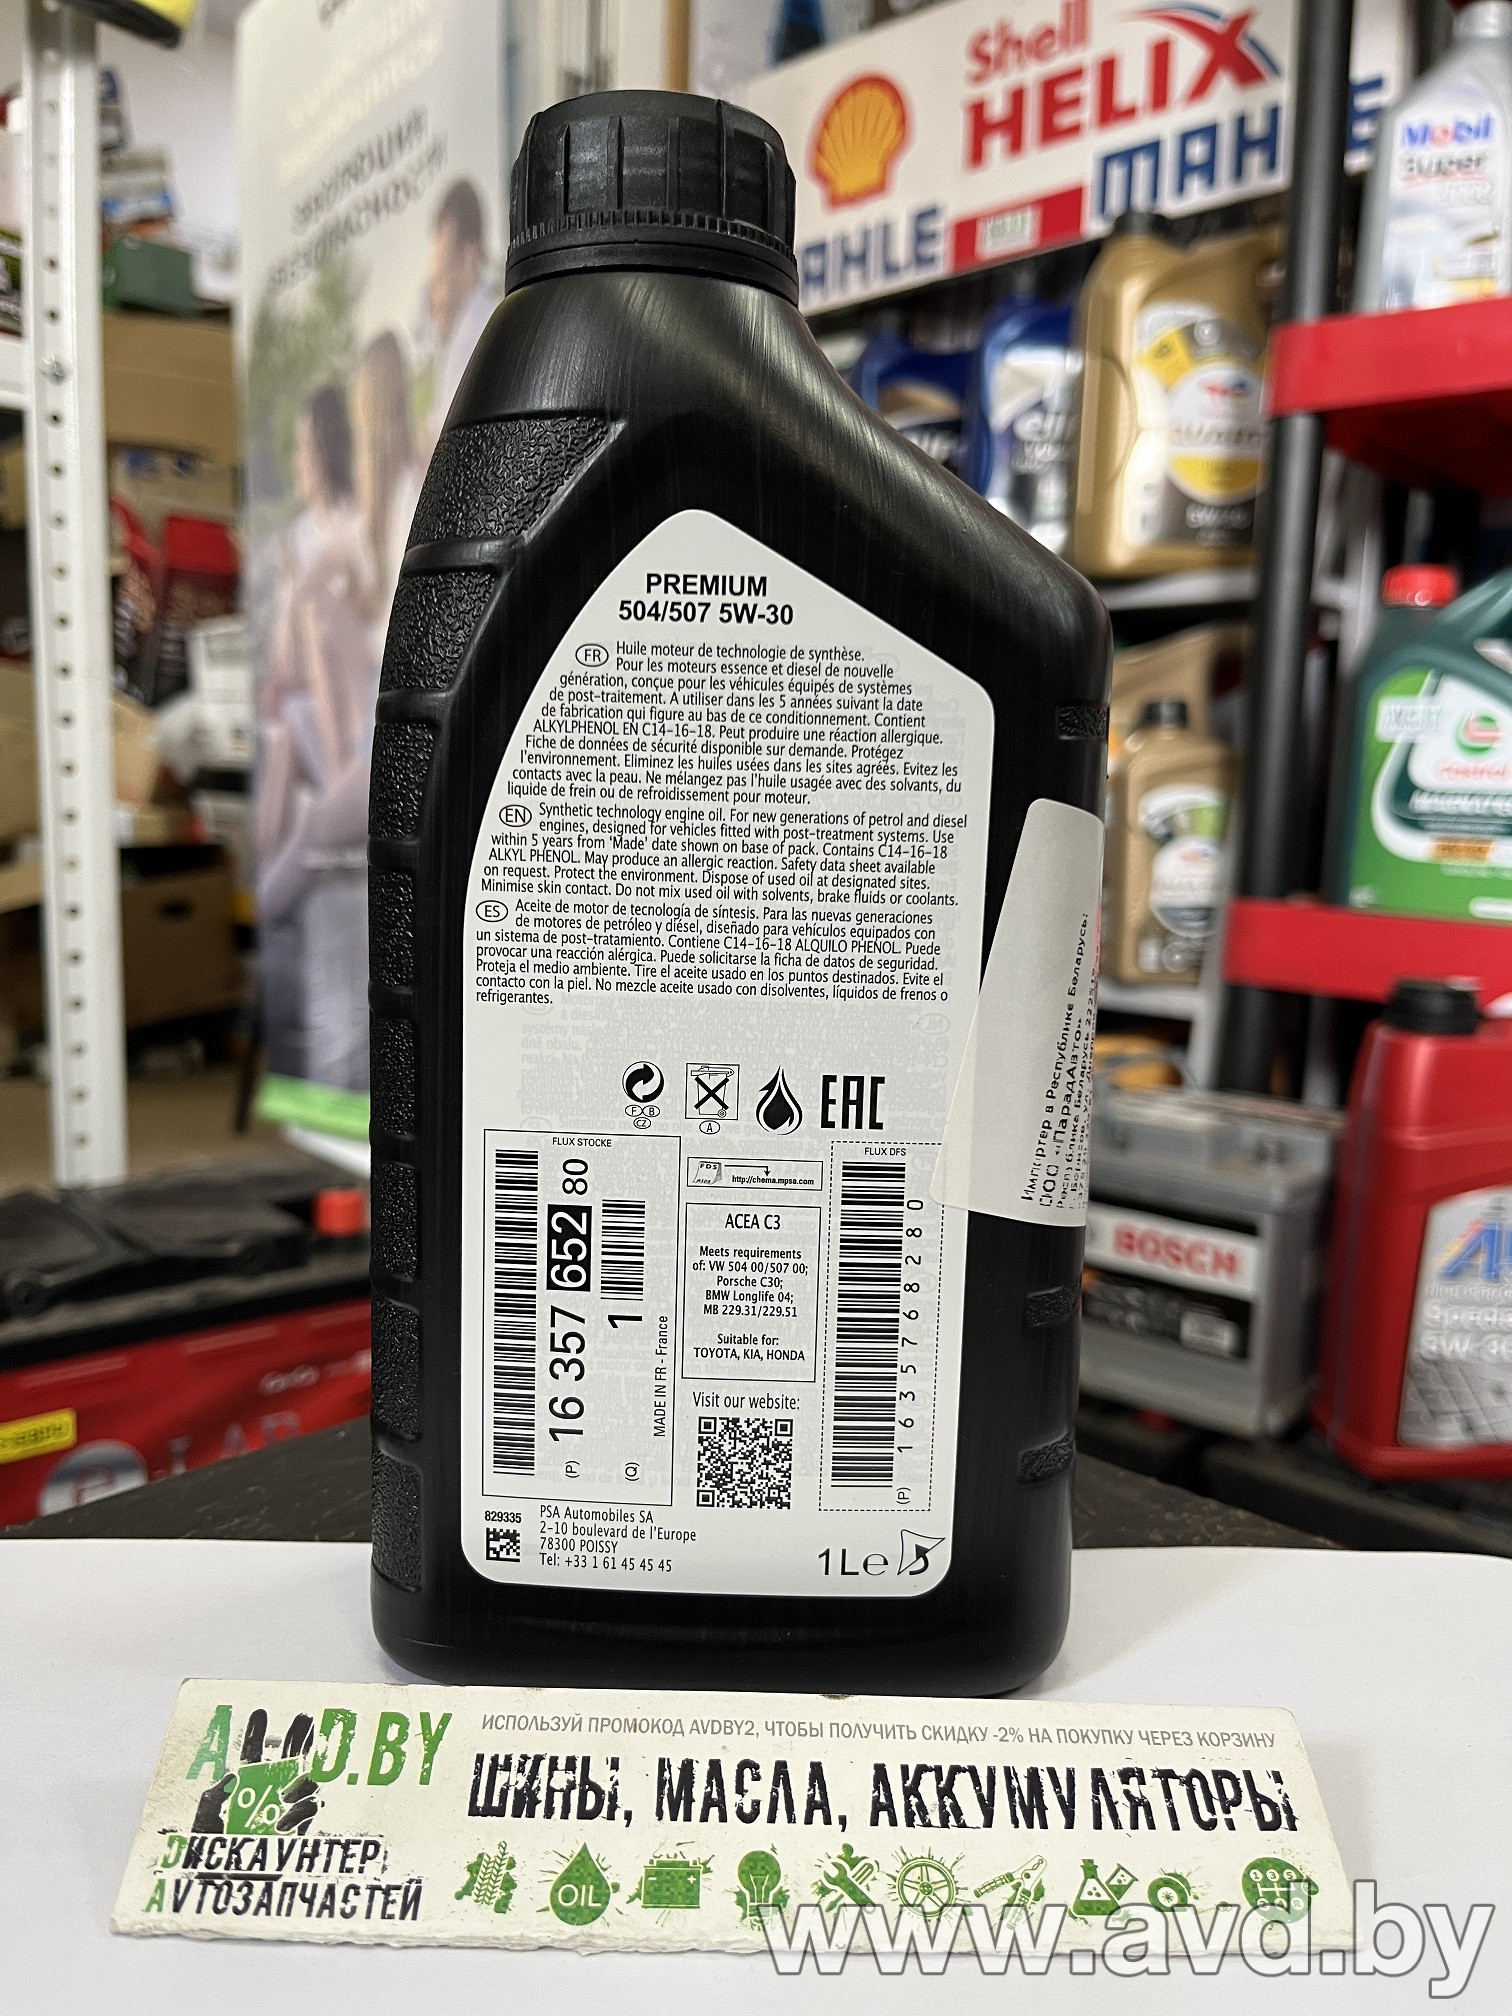 Shell
HELIX
MAHLE
AHLE
Mobil
Super
PREMIUM
504/507 5W-30
FR Huile moteur de technologie de synthèse.
Pour les moteurs essence et diesel de nouvelle
génération, conçue pour les véhicules équipés de systèmes
de post-traitement. A utiliser dans les 5 années suivant la date
de fabrication qui figure au bas de ce conditionnement. Contient
ALKYLPHENOL EN C14-16-18. Peut produire une réaction allergique.
Fiche de données de sécurité disponible sur demande. Protégez
l'environnement. Eliminez les huiles usées dans les sites agréés. Evitez les
contacts avec la peau. Ne mélangez pas l'huile usagée avec des solvants, du
liquide de frein ou de refroidissement pour moteur.
EN Synthetic technology engine oil. For new generations of petrol and diesel
engines, designed for vehicles fitted with post-treatment systems. Use
within 5 years from 'Made' date shown on base of pack. Contains C14-16-18
ALKYL PHENOL. May produce an allergic reaction. Safety data sheet available
on request. Protect the environment. Dispose of used oil at designated sites.
Minimise skin contact. Do not mix used oil with solvents, brake fluids or coolants.
ES Aceite de motor de tecnología de síntesis. Para las nuevas generaciones
de motores de petróleo y diésel, diseñado para vehículos equipados con
un sistema de post-tratamiento. Contiene C14-16-18 ALQUILO PHENOL. Puede
provocar una reacción alérgica. Puede solicitarse la ficha de datos de seguridad.
Proteja el medio ambiente. Tire el aceite usado en los puntos destinados. Evite el
contacto con la piel. No mezcle aceite usado con disolventes, líquidos de frenos o
refrigerantes.
F B
CZ
A
EAC
Импортер в Республике Беларусь:
ООО «ПарадАвто»
FLUX STOCKE
(P) 16 357 652 80
(Q) 1
MADE IN FR - France
FDS
MSDS
http://chema.mpsa.com
ACEA C3
Meets requirements
of: VW 504 00/507 00;
Porsche C30;
BMW Longlife 04;
MB 229.31/229.51
Suitable for:
TOYOTA, KIA, HONDA
Visit our website:
FLUX DFS
(P) 1635768280
829335
PSA Automobiles SA
2-10 boulevard de l'Europe
78300 POISSY
Tel: +33 1 61 45 45 45
1L℮
BOSCH
AVD.BY
%
ДИСКАУНТЕР
АVТОЗАПЧАСТЕЙ
ИСПОЛЬЗУЙ ПРОМОКОД AVDBY2, ЧТОБЫ ПОЛУЧИТЬ СКИДКУ -2% НА ПОКУПКУ ЧЕРЕЗ КОРЗИНУ
ШИНЫ, МАСЛА, АККУМУЛЯТОРЫ
OIL
www.avd.by